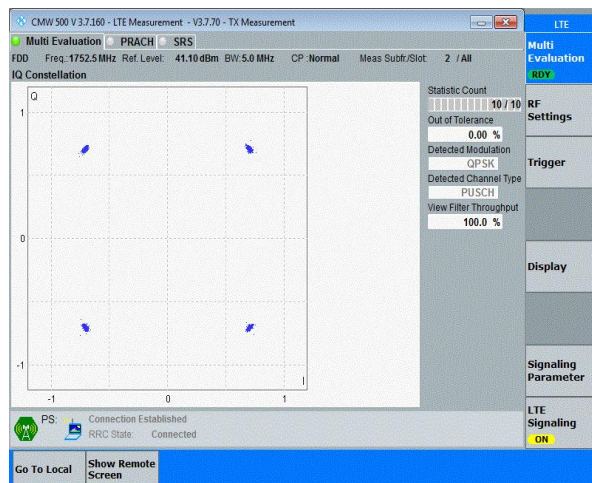 CMW 500 V 3.7.160 - LTE Measurement - V3.7.70 - TX Measurement
LTE
Multi Evaluation PRACH SRS
FDD Freq.:1752.5 MHz Ref. Level: 41.10 dBm BW:5.0 MHz CP :Normal Meas Subfr./Slot: 2 / All
IQ Constellation
Q
1
0
-1
-1 0 1
I
Statistic Count
10 / 10
Out of Tolerance
0.00 %
Detected Modulation
QPSK
Detected Channel Type
PUSCH
View Filter Throughput
100.0 %
Multi
Evaluation
RDY
RF
Settings
Trigger
Display
Signaling
Parameter
LTE
Signaling
ON
PS: Connection Established
RRC State: Connected
Go To Local
Show Remote
Screen